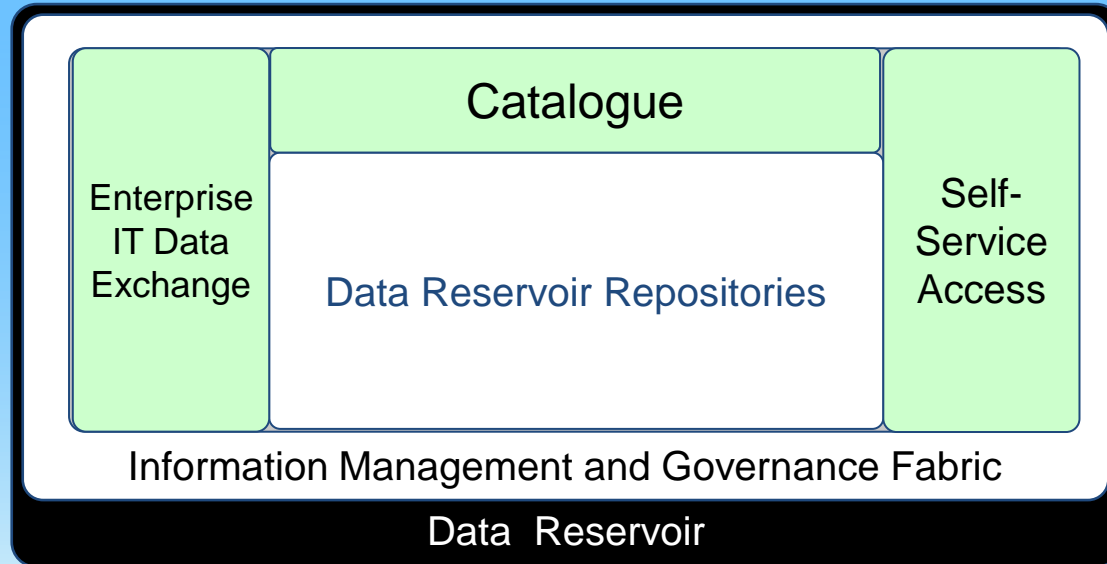 Catalogue
Enterprise
IT Data
Exchange
Data Reservoir Repositories
Self-
Service
Access
Information Management and Governance Fabric
Data Reservoir